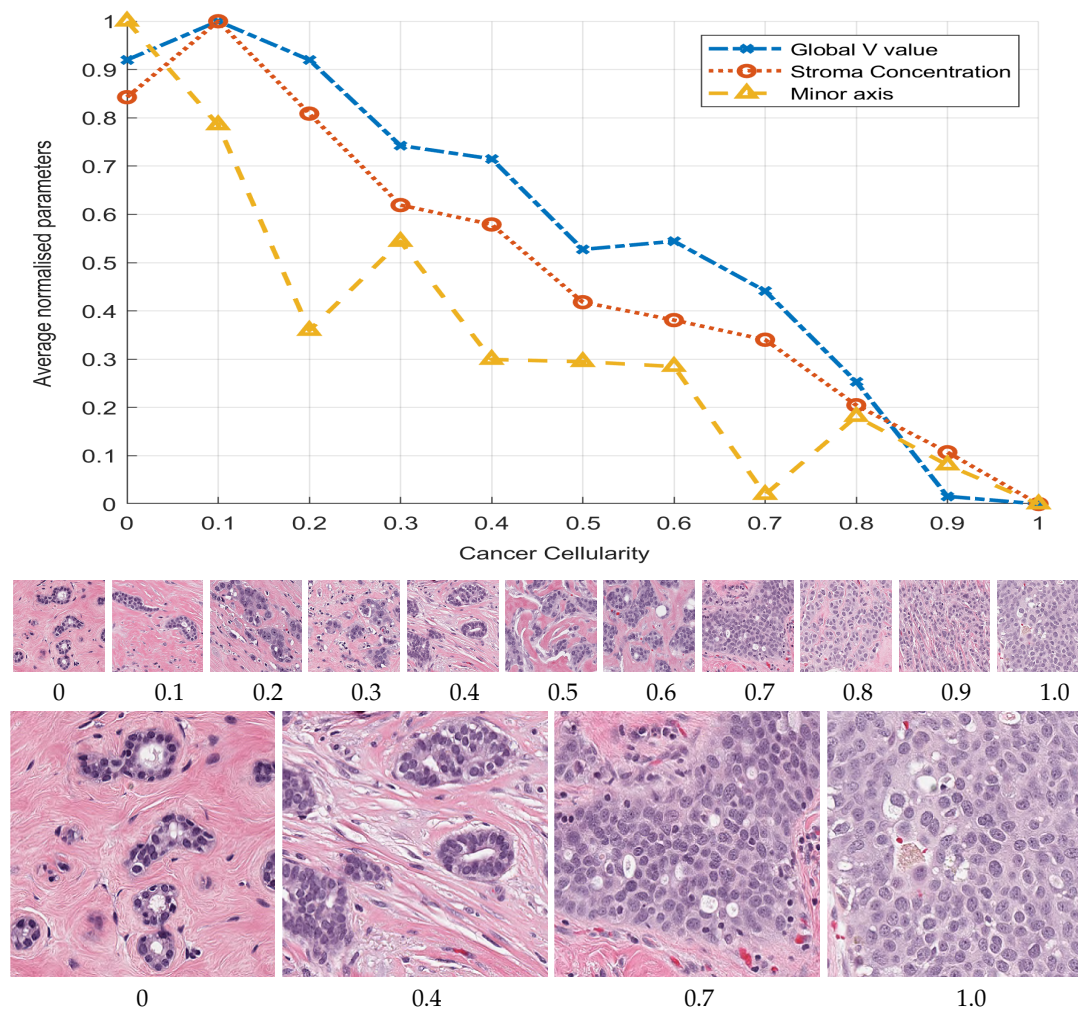 Average normalised parameters
1
0.9
0.8
0.7
0.6
0.5
0.4
0.3
0.2
0.1
0
Global V value
Stroma Concentration
Minor axis
0 0.1 0.2 0.3 0.4 0.5 0.6 0.7 0.8 0.9 1
Cancer Cellularity
0 0.1 0.2 0.3 0.4 0.5 0.6 0.7 0.8 0.9 1.0
0 0.4 0.7 1.0